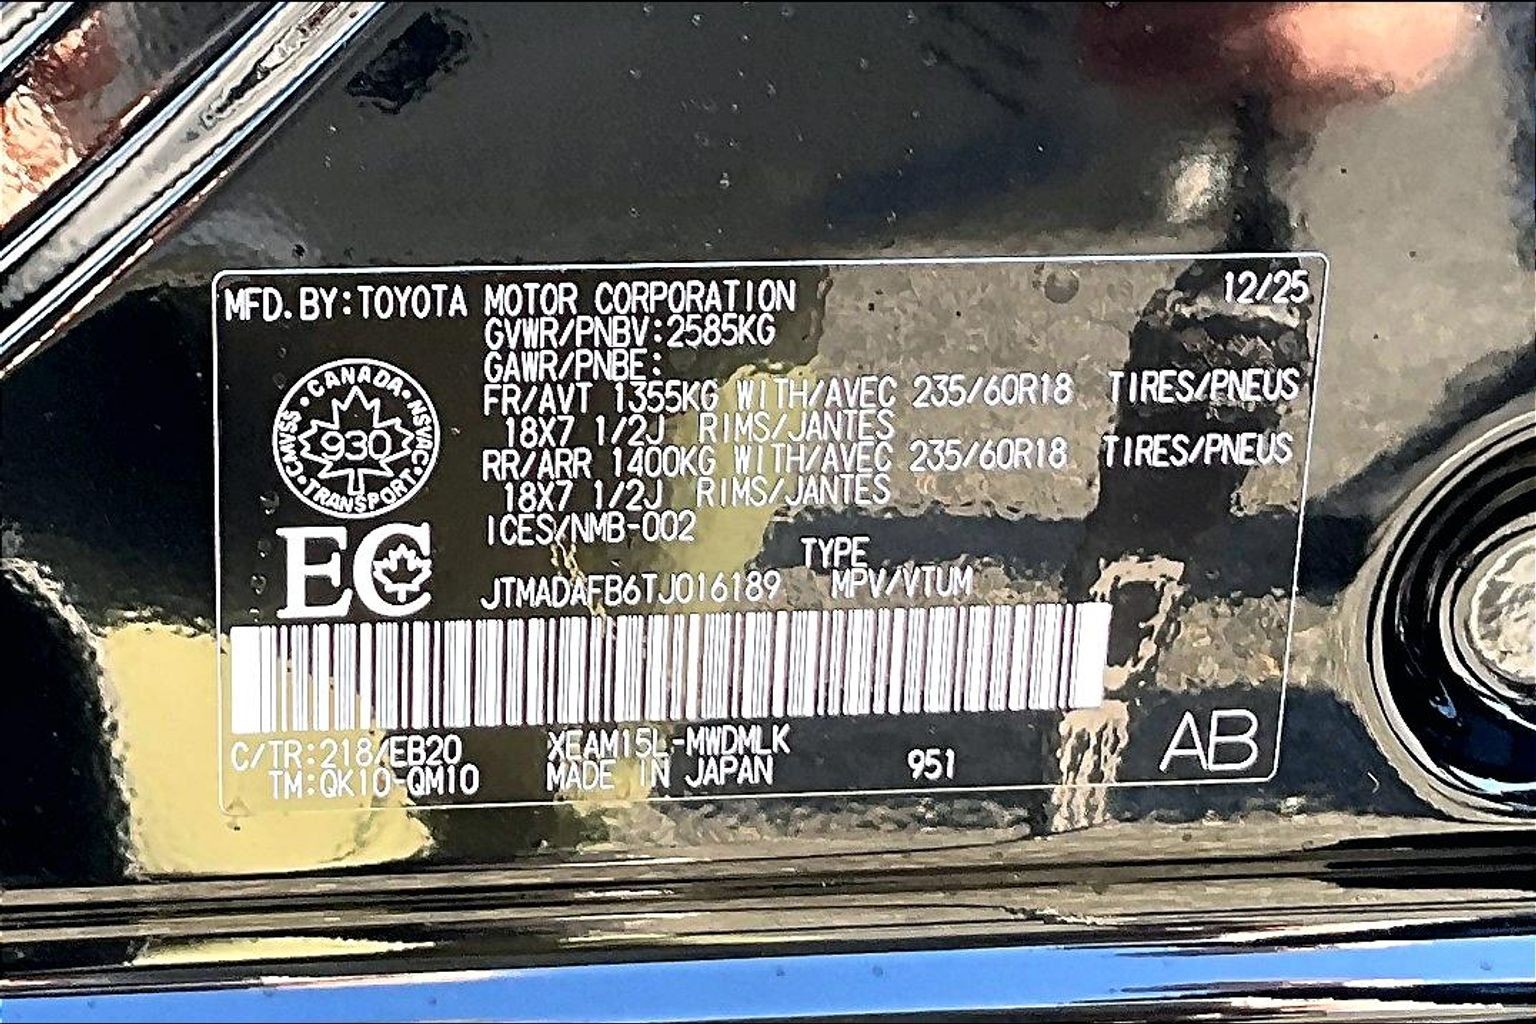 MFD. BY: TOYOTA MOTOR CORPORATION 12/25
GVWR/PNBV: 2585KG
GAWR/PNBE:
FR/AVT 1355KG WITH/AVEC 235/60R18 TIRES/PNEUS
18X7 1/2J RIMS/JANTES
RR/ARR 1400KG WITH/AVEC 235/60R18 TIRES/PNEUS
18X7 1/2J RIMS/JANTES
ICES/NMB-002
CANADA · NSVAC · TRANSPORT · CMVSS
930
EC
TYPE
JTMADAFB6TJ016189 MPV/VTUM
C/TR:218/EB20 XEAM15L-MWDMLK
TM:QK10-QM10 MADE IN JAPAN 951 AB